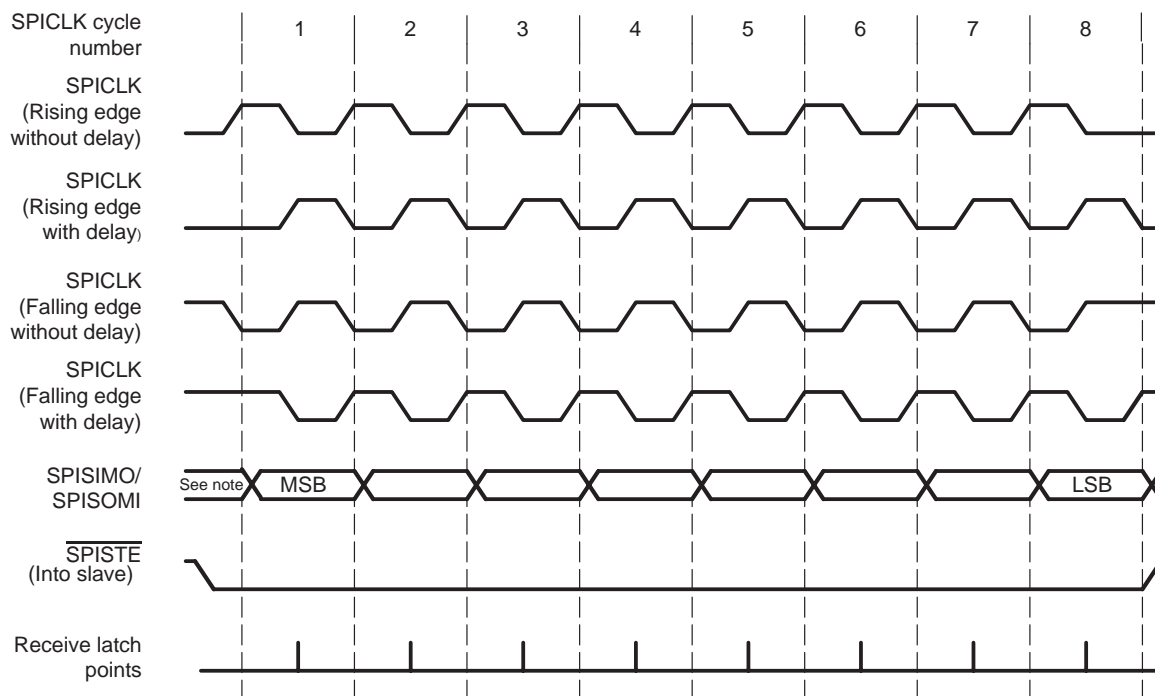 SPICLK cycle
number
1 2 3 4 5 6 7 8
SPICLK
(Rising edge
without delay)
SPICLK
(Rising edge
with delay)
SPICLK
(Falling edge
without delay)
SPICLK
(Falling edge
with delay)
SPISIMO/
SPISOMI
See note MSB LSB
SPISTE
(Into slave)
Receive latch
points